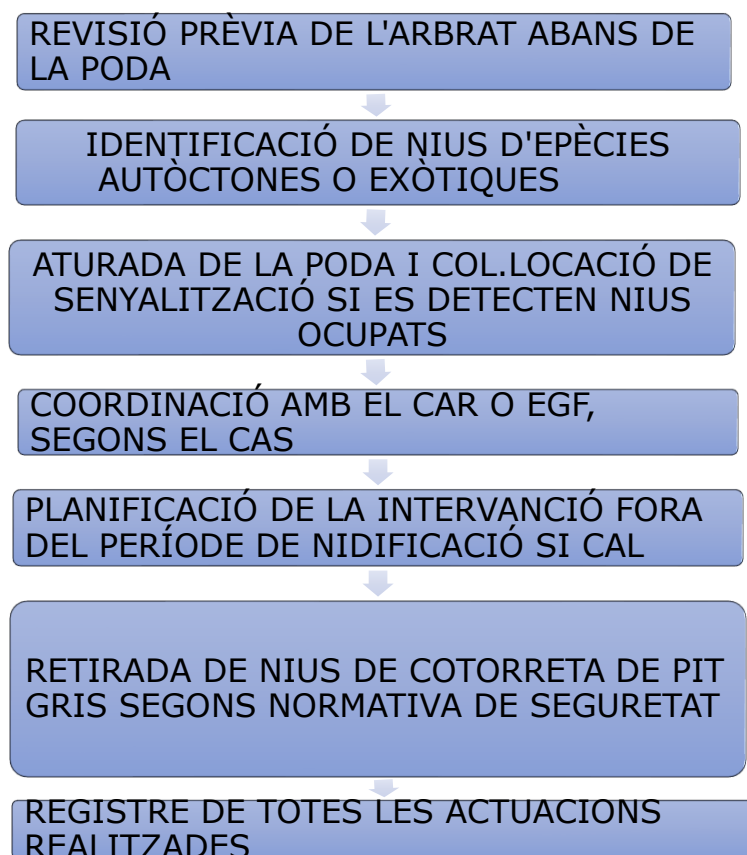 REVISIÓ PRÈVIA DE L'ARBRAT ABANS DE
LA PODA
IDENTIFICACIÓ DE NIUS D'EPÈCIES
AUTÒCTONES O EXÒTIQUES
ATURADA DE LA PODA I COL.LOCACIÓ DE
SENYALITZACIÓ SI ES DETECTEN NIUS
OCUPATS
COORDINACIÓ AMB EL CAR O EGF,
SEGONS EL CAS
PLANIFICACIÓ DE LA INTERVANCIÓ FORA
DEL PERÍODE DE NIDIFICACIÓ SI CAL
RETIRADA DE NIUS DE COTORRETA DE PIT
GRIS SEGONS NORMATIVA DE SEGURETAT
REGISTRE DE TOTES LES ACTUACIONS
REALITZADES